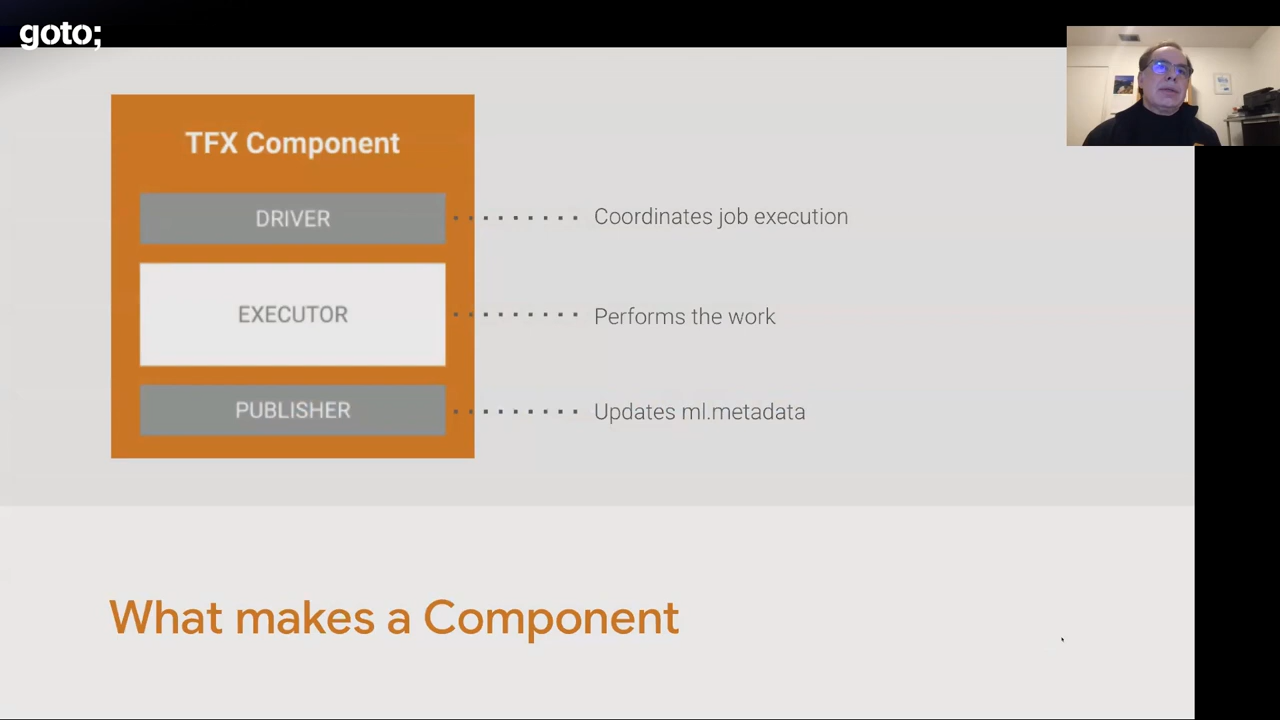 goto;
TFX Component
DRIVER
Coordinates job execution
EXECUTOR
Performs the work
PUBLISHER
Updates ml.metadata
What makes a Component